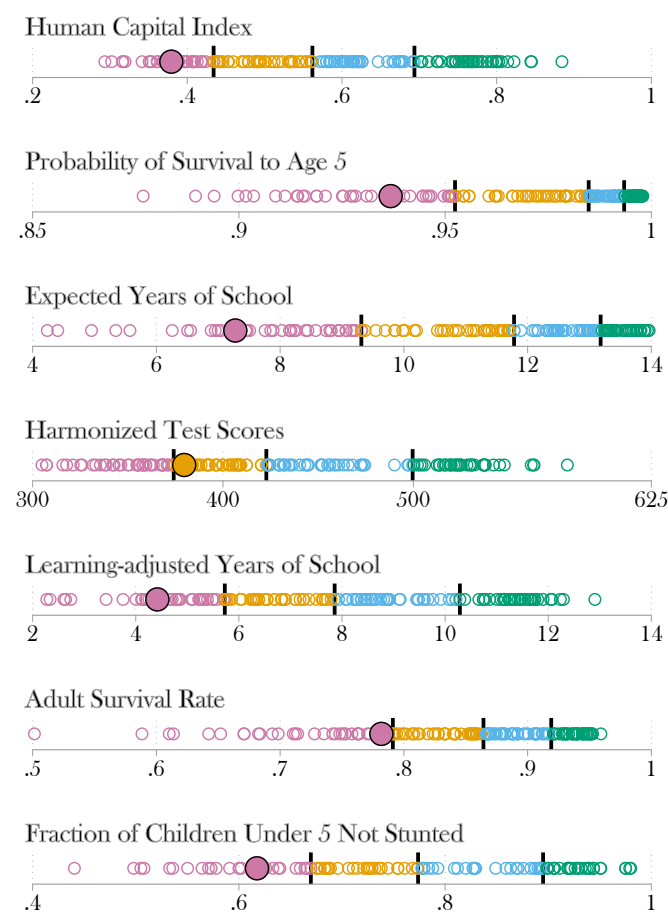 Human Capital Index
.2 .4 .6 .8 1
Probability of Survival to Age 5
.85 .9 .95 1
Expected Years of School
4 6 8 10 12 14
Harmonized Test Scores
300 400 500 625
Learning-adjusted Years of School
2 4 6 8 10 12 14
Adult Survival Rate
.5 .6 .7 .8 .9 1
Fraction of Children Under 5 Not Stunted
.4 .6 .8 1